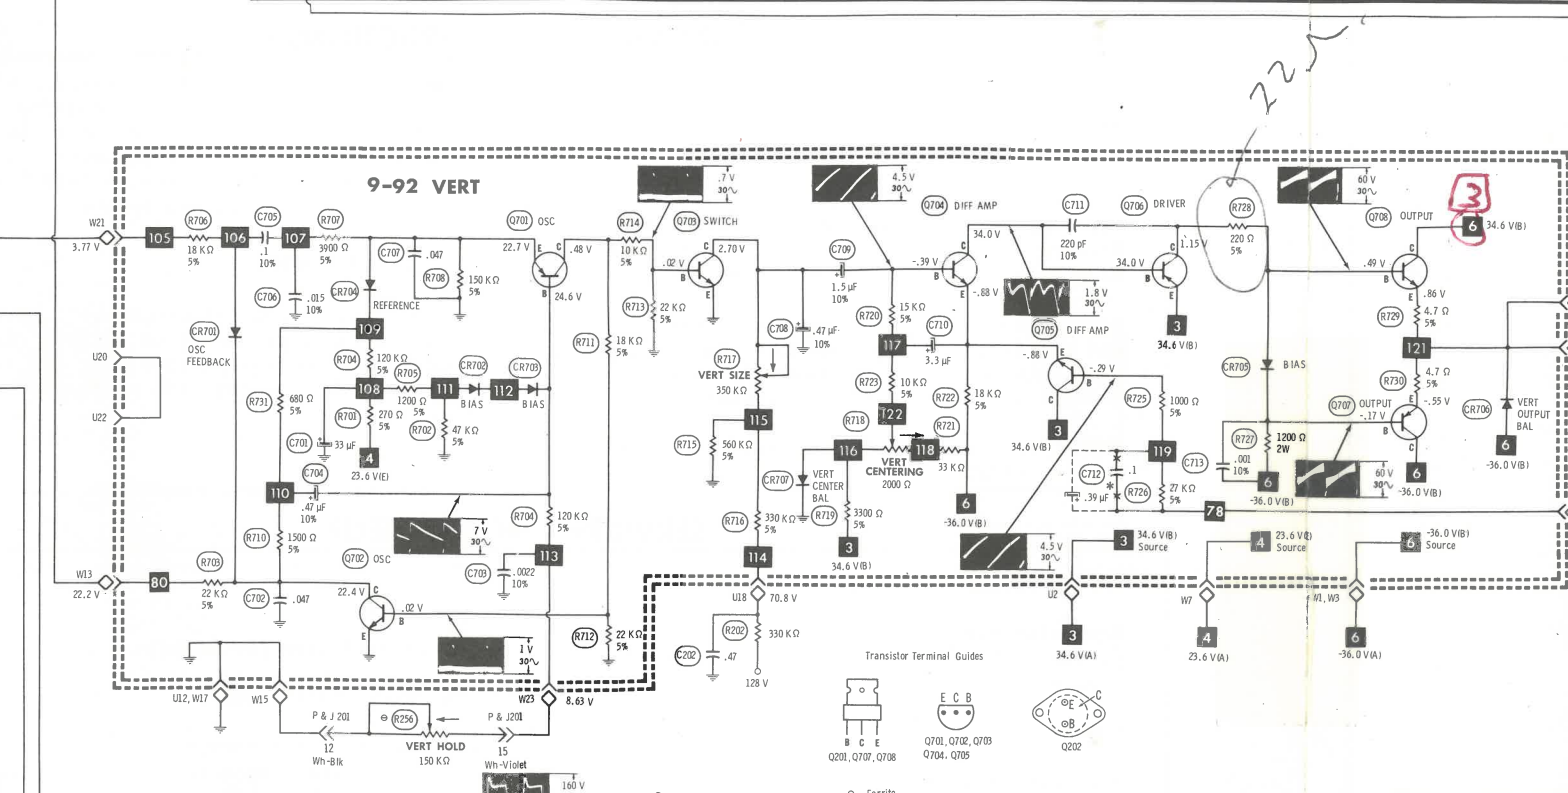 22
9-92 VERT
W21
3.77 V
105
R706
18 KΩ
5%
106
C705
.1
10%
107
R707
3900 Ω
5%
C706
.015
10%
CR701
OSC
FEEDBACK
CR704
REFERENCE
C707
.047
R708
150 KΩ
5%
Q701 OSC
22.7 V
E
C
B
.48 V
24.6 V
R714
10 KΩ
5%
.7 V
30~
Q703 SWITCH
.02 V
B
C
E
2.70 V
R713
22 KΩ
5%
R711
18 KΩ
5%
109
R704
120 KΩ
5%
108
R705
1200 Ω
5%
111
CR702
BIAS
112
CR703
BIAS
R731
680 Ω
5%
R701
270 Ω
5%
R702
47 KΩ
5%
C701
33 µF
4
23.6 V(E)
U20
U22
110
C704
.47 µF
10%
7 V
30~
R710
1500 Ω
5%
R704
120 KΩ
5%
113
C703
.0022
10%
W13
22.2 V
80
R703
22 KΩ
5%
C702
.047
Q702 OSC
22.4 V
C
B
E
.02 V
1 V
30~
R712
22 KΩ
5%
U12, W17
W15
W23
8.63 V
P & J 201
12
Wh-Blk
⊖ R256
VERT HOLD
150 KΩ
P & J201
15
Wh-Violet
160 V
4.5 V
30~
C709
1.5 µF
10%
C708
.47 µF
10%
R717
VERT SIZE
350 KΩ
115
R715
560 KΩ
5%
R716
330 KΩ
5%
114
U18
70.8 V
R202
330 KΩ
C202
.47
128 V
Q704 DIFF AMP
34.0 V
C
B
E
-.39 V
-.88 V
R720
15 KΩ
5%
117
C710
3.3 µF
R723
10 KΩ
5%
122
R718
116
VERT
CENTERING
2000 Ω
118
R721
33 KΩ
R722
18 KΩ
5%
CR707
VERT
CENTER
BAL
R719
3300 Ω
5%
3
34.6 V(B)
6
-36.0 V(B)
C711
220 pF
10%
1.8 V
30~
Q705 DIFF AMP
-.88 V
E
B
C
-.29 V
3
34.6 V(B)
4.5 V
30~
Q706 DRIVER
34.0 V
B
C
E
1.15 V
3
34.6 V(B)
R728
220 Ω
5%
R725
1000 Ω
5%
119
C712
.1
*
*
.39 µF
R726
27 KΩ
5%
78
CR705
BIAS
R727
1200 Ω
2W
C713
.001
10%
6
-36.0 V(B)
60 V
30~
Q708 OUTPUT
.49 V
B
C
E
.86 V
3
6
34.6 V(B)
R729
4.7 Ω
5%
121
R730
4.7 Ω
5%
Q707 OUTPUT
-.17 V
B
E
C
-.55 V
6
-36.0 V(B)
60 V
30~
CR706
VERT
OUTPUT
BAL
6
-36.0 V(B)
3
34.6 V(B)
Source
4
Source
6
-36.0 V(B)
Source
U2
W7
W1, W3
3
34.6 V(A)
4
23.6 V(A)
6
-36.0 V(A)
Transistor Terminal Guides
B C E
Q201, Q707, Q708
E C B
Q701, Q702, Q703
Q704, Q705
C
E
B
Q202